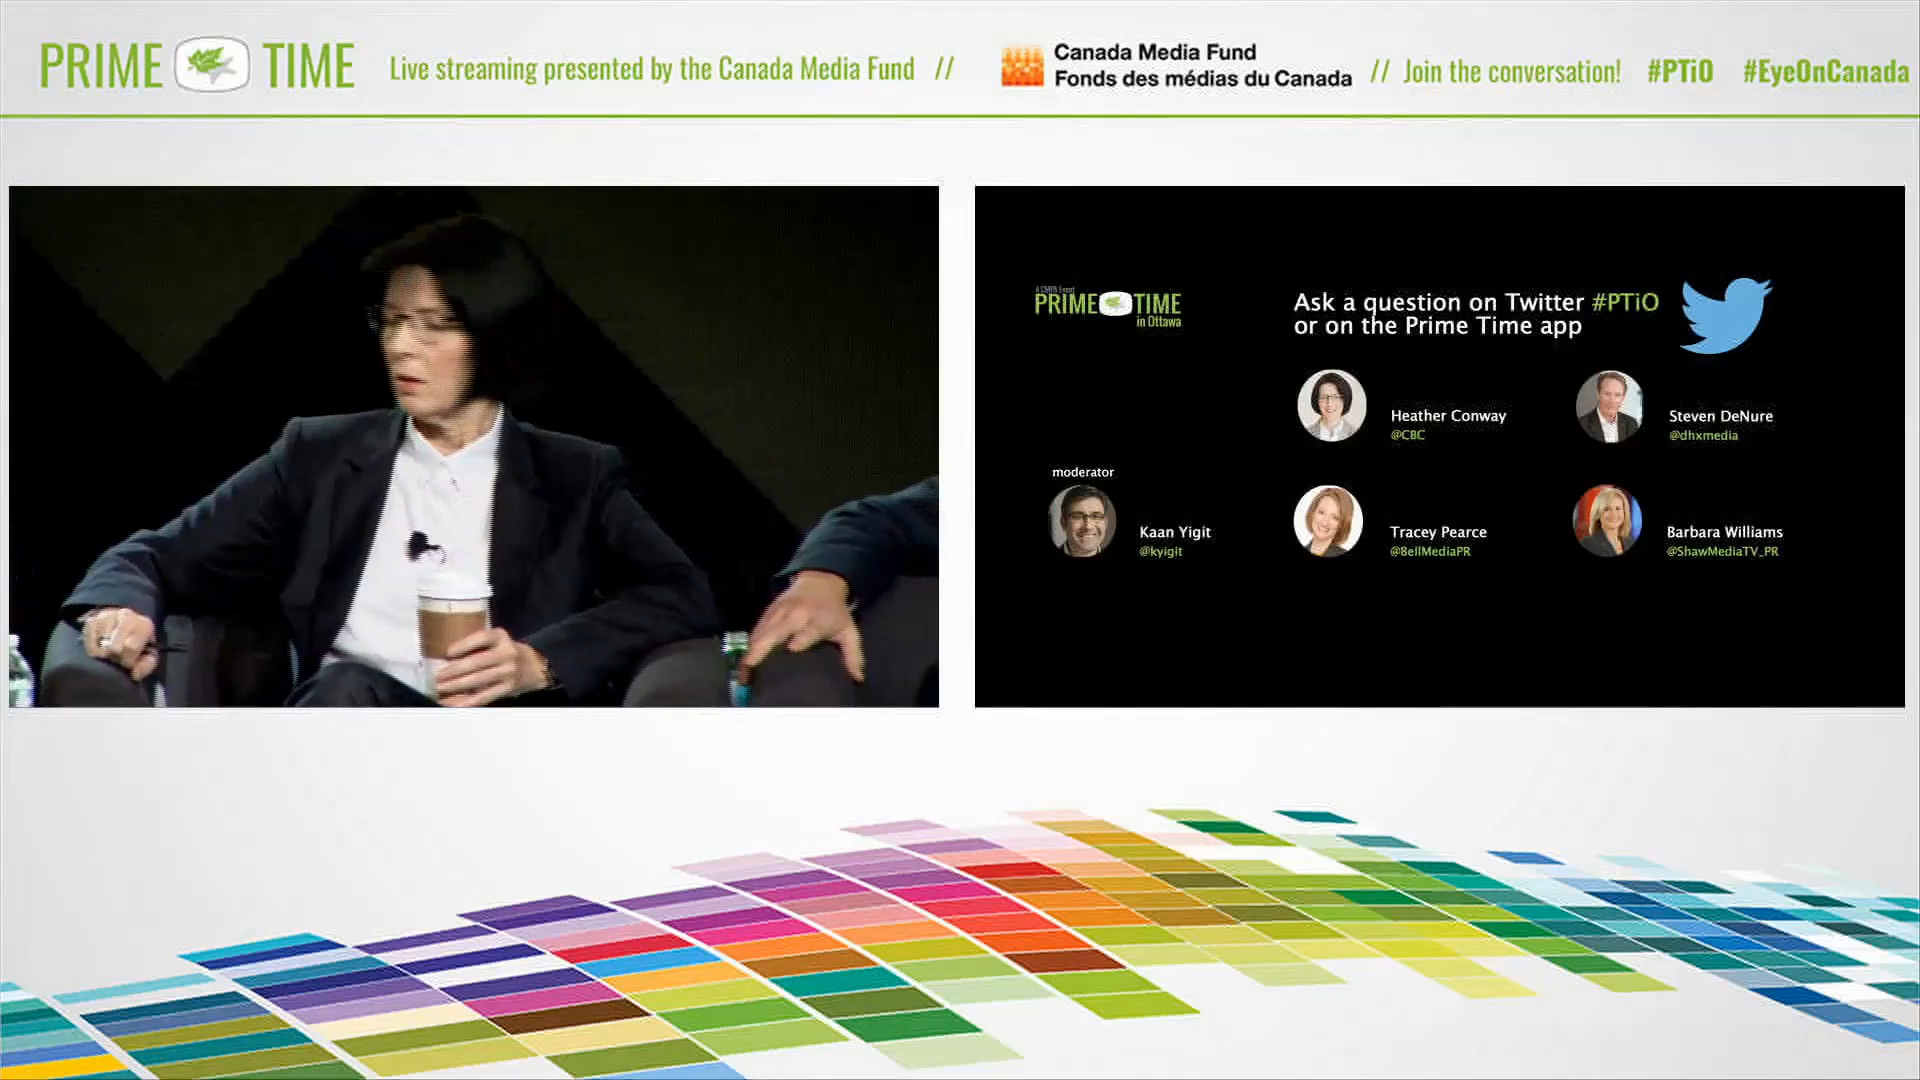 PRIME TIME
Live streaming presented by the Canada Media Fund //
Canada Media Fund
Fonds des médias du Canada
// Join the conversation! #PTiO #EyeOnCanada
PRIME TIME
in Ottawa
Ask a question on Twitter #PTiO
or on the Prime Time app
Heather Conway
@CBC
Steven DeNure
@dhxmedia
moderator
Kaan Yigit
@kyigit
Tracey Pearce
@BellMediaPR
Barbara Williams
@ShawMediaTV_PR